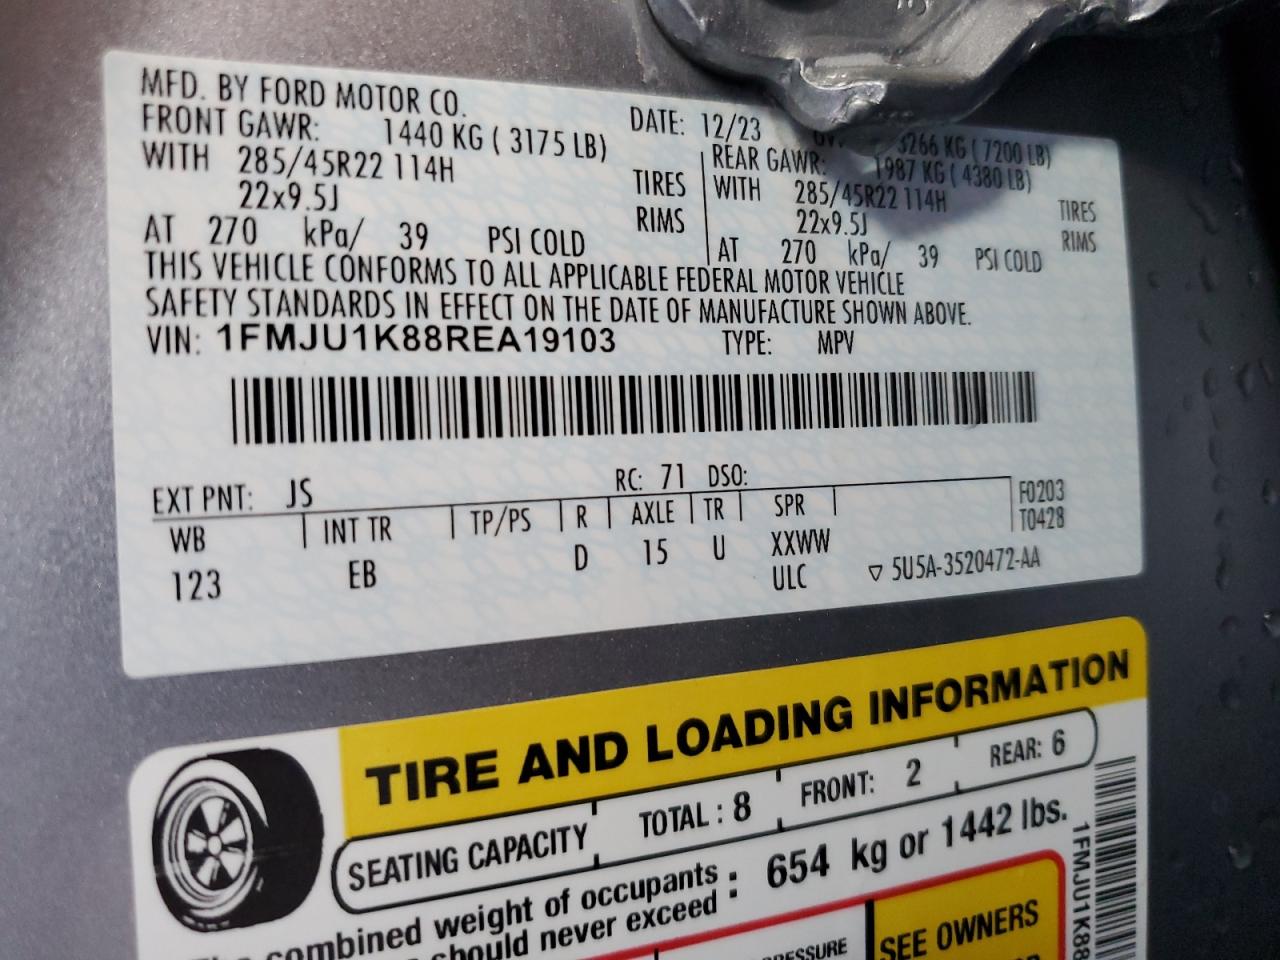 MFD. BY FORD MOTOR CO.
DATE: 12/23 3266 KG ( 7200 LB)
FRONT GAWR: 1440 KG ( 3175 LB) REAR GAWR: 1987 KG ( 4380 LB)
WITH 285/45R22 114H TIRES WITH 285/45R22 114H TIRES
22x9.5J RIMS 22x9.5J RIMS
AT 270 kPa/ 39 PSI COLD AT 270 kPa/ 39 PSI COLD
THIS VEHICLE CONFORMS TO ALL APPLICABLE FEDERAL MOTOR VEHICLE
SAFETY STANDARDS IN EFFECT ON THE DATE OF MANUFACTURE SHOWN ABOVE.
VIN: 1FMJU1K88REA19103 TYPE: MPV
EXT PNT: JS RC: 71 DSO:
WB INT TR TP/PS R AXLE TR SPR F0203
T0428
123 EB D 15 U XXWW
ULC ▽ 5U5A-3520472-AA
TIRE AND LOADING INFORMATION
SEATING CAPACITY TOTAL : 8 FRONT: 2 REAR: 6
combined weight of occupants : 654 kg or 1442 lbs.
should never exceed
SEE OWNERS
1FMJU1K88